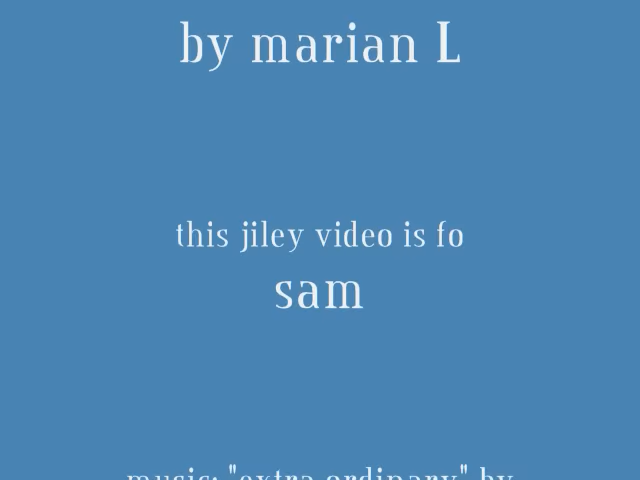 by marian L
this jiley video is fo
sam
music: "extra ordinary" by